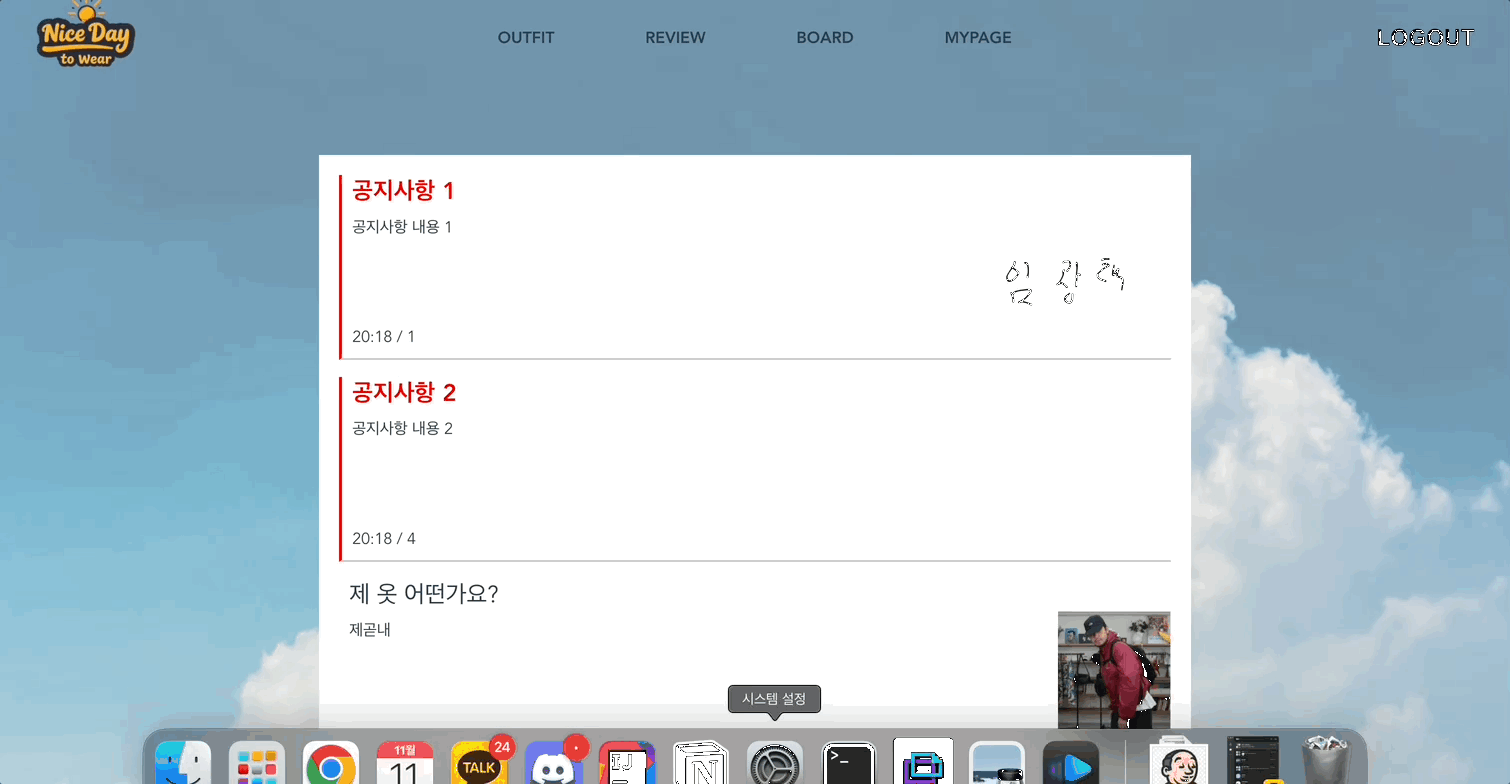 Nice Day
to Wear
OUTFIT REVIEW BOARD MYPAGE LOGOUT
공지사항 1
공지사항 내용 1
임 광 택
20:18 / 1
공지사항 2
공지사항 내용 2
20:18 / 4
제 옷 어떤가요?
제곧내
시스템 설정
11월
11
TALK
24
IJ
N
>_